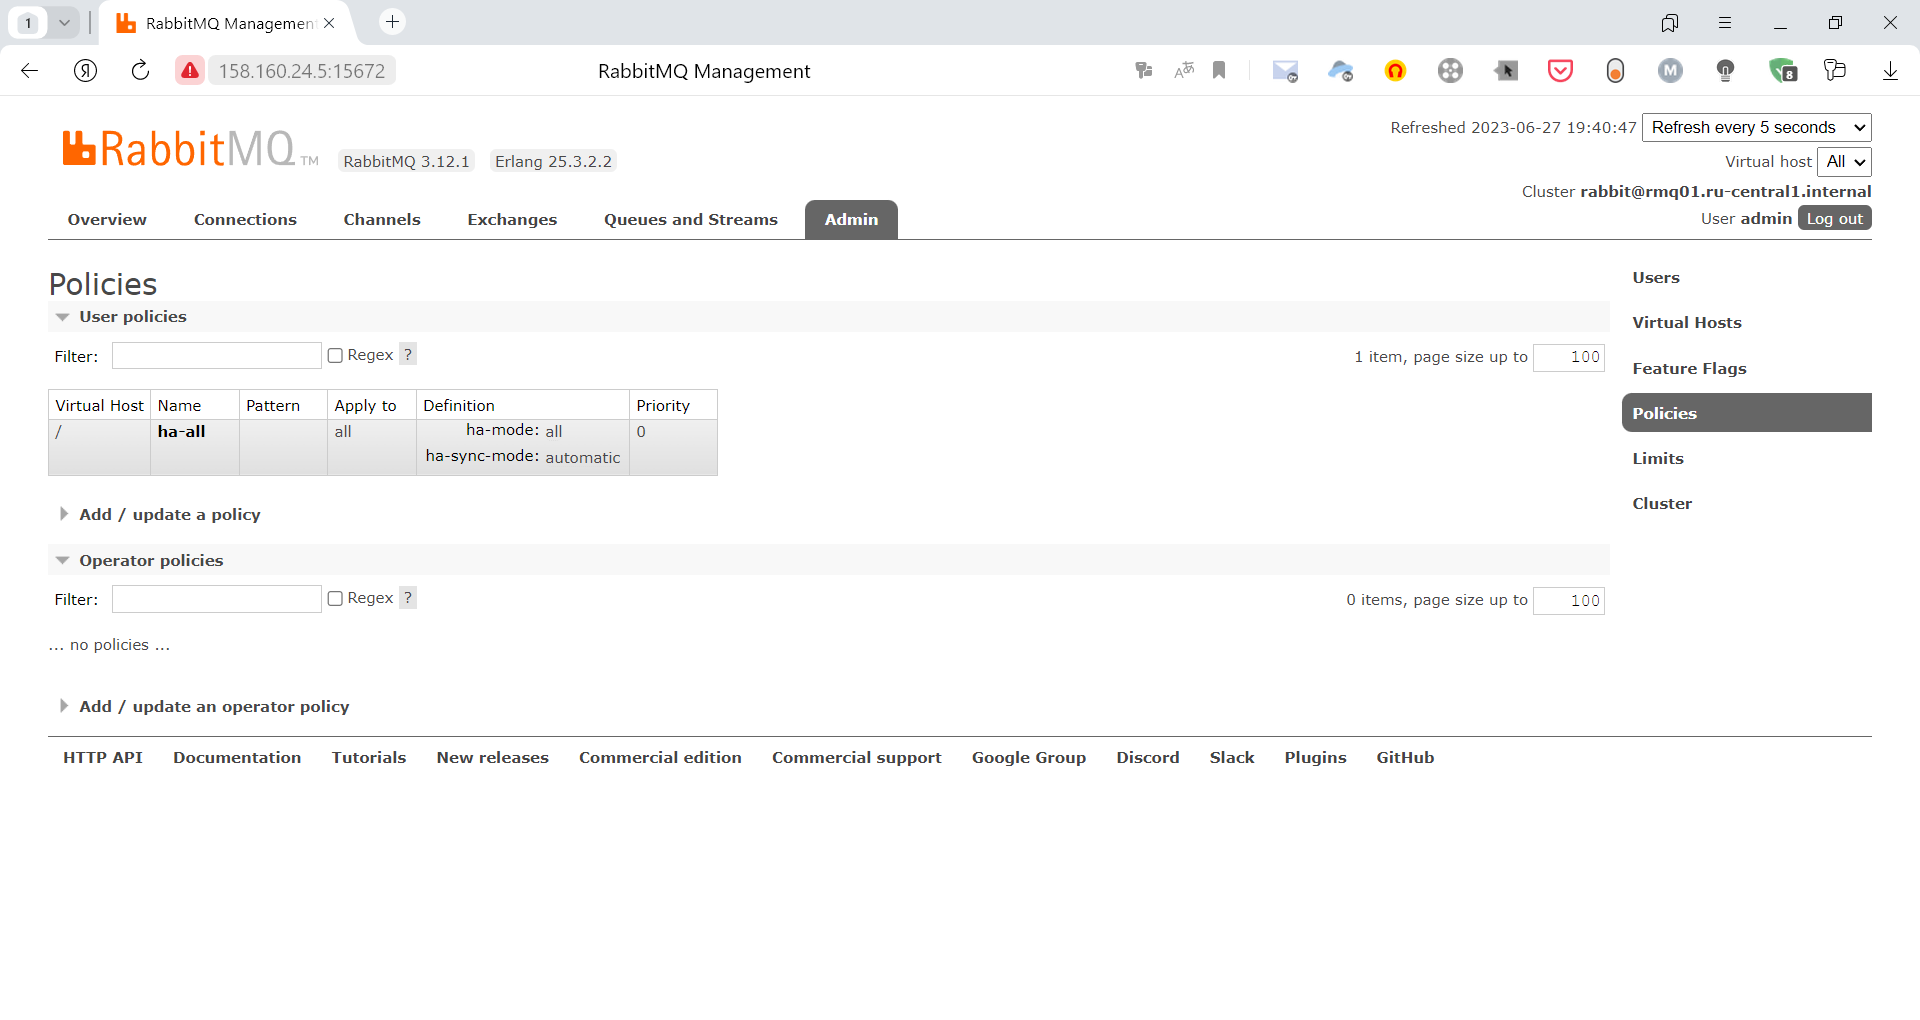 1
RabbitMQ Management
158.160.24.5:15672
RabbitMQ Management
M
8
RabbitMQ TM
RabbitMQ 3.12.1
Erlang 25.3.2.2
Refreshed 2023-06-27 19:40:47
Refresh every 5 seconds
Virtual host All
Cluster rabbit@rmq01.ru-central1.internal
User admin Log out
Overview
Connections
Channels
Exchanges
Queues and Streams
Admin
Policies
User policies
Filter:
Regex ?
1 item, page size up to 100
Virtual Host Name Pattern Apply to Definition Priority
/ ha-all all ha-mode: all 0
ha-sync-mode: automatic
Add / update a policy
Operator policies
Filter:
Regex ?
0 items, page size up to 100
... no policies ...
Add / update an operator policy
Users
Virtual Hosts
Feature Flags
Policies
Limits
Cluster
HTTP API
Documentation
Tutorials
New releases
Commercial edition
Commercial support
Google Group
Discord
Slack
Plugins
GitHub